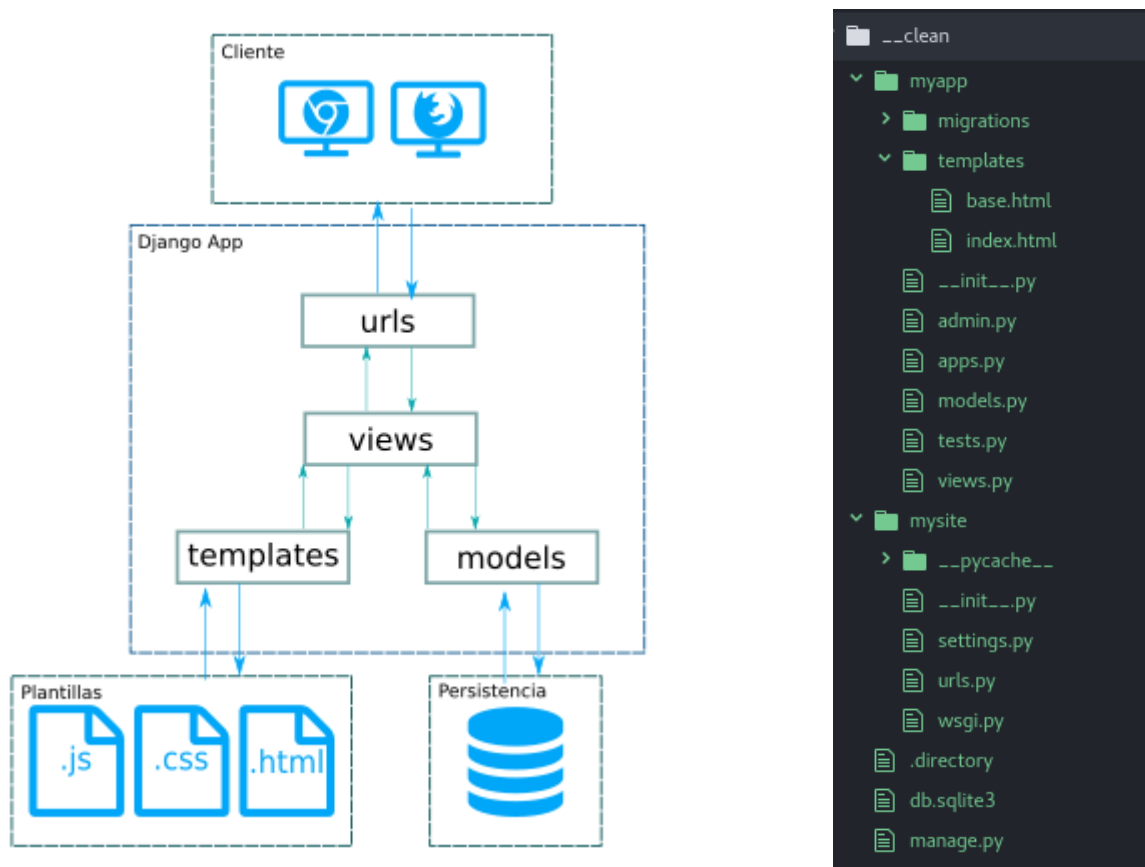 Cliente
Django App
urls
views
templates
models
Plantillas
.js
.css
.html
Persistencia
__clean
myapp
migrations
templates
base.html
index.html
__init__.py
admin.py
apps.py
models.py
tests.py
views.py
mysite
__pycache__
__init__.py
settings.py
urls.py
wsgi.py
.directory
db.sqlite3
manage.py